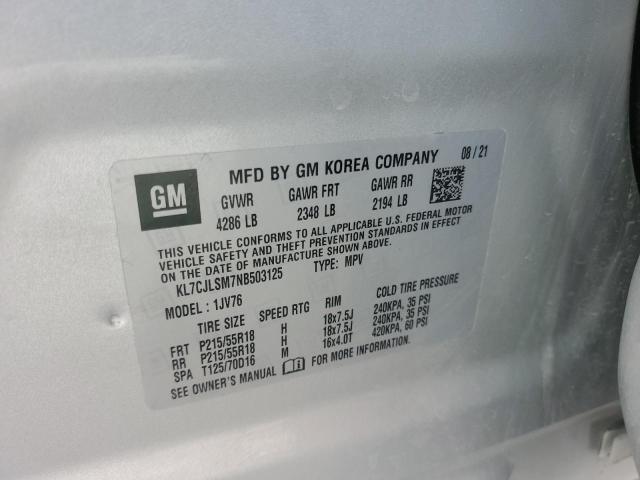 GM
MFD BY GM KOREA COMPANY 08 / 21
GVWR GAWR FRT GAWR RR
4286 LB 2348 LB 2194 LB
THIS VEHICLE CONFORMS TO ALL APPLICABLE U.S. FEDERAL MOTOR
VEHICLE SAFETY AND THEFT PREVENTION STANDARDS IN EFFECT
ON THE DATE OF MANUFACTURE SHOWN ABOVE.
KL7CJLSM7NB503125 TYPE: MPV
MODEL : 1JV76
TIRE SIZE SPEED RTG RIM COLD TIRE PRESSURE
FRT P215/55R18 H 18x7.5J 240KPA, 35 PSI
RR P215/55R18 H 18x7.5J 240KPA, 35 PSI
SPA T125/70D16 M 16x4.0T 420KPA, 60 PSI
SEE OWNER'S MANUAL FOR MORE INFORMATION.